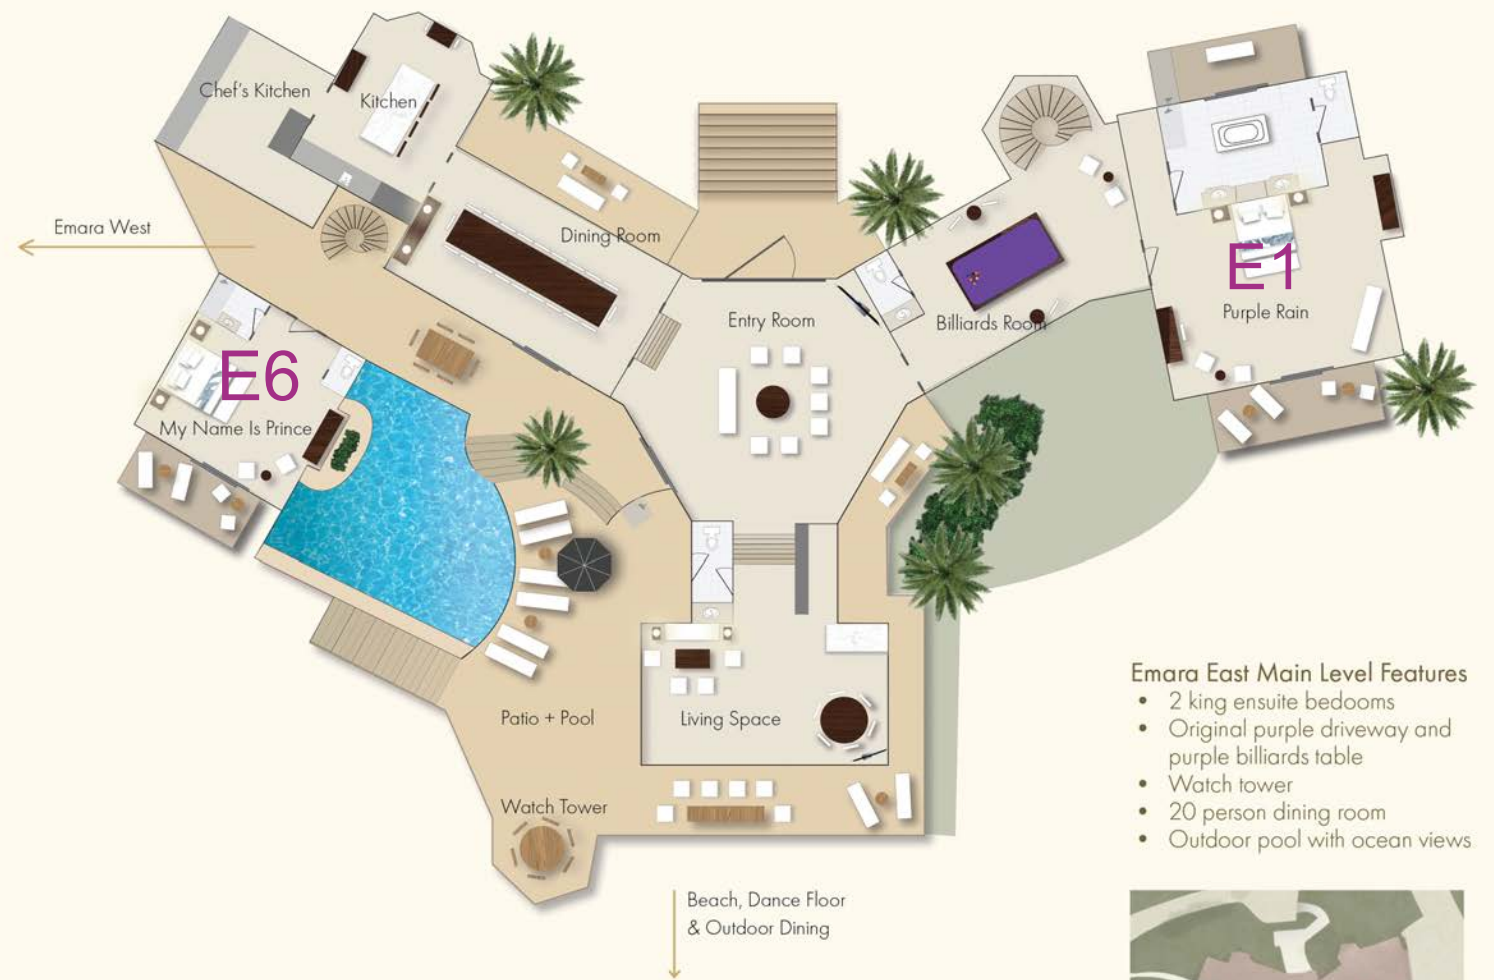 Chef's Kitchen
Kitchen
Emara West
Dining Room
Entry Room
Billiards Room
E1
Purple Rain
E6
My Name Is Prince
Patio + Pool
Living Space
Watch Tower
Beach, Dance Floor
& Outdoor Dining
Emara East Main Level Features
• 2 king ensuite bedooms
• Original purple driveway and
purple billiards table
• Watch tower
• 20 person dining room
• Outdoor pool with ocean views